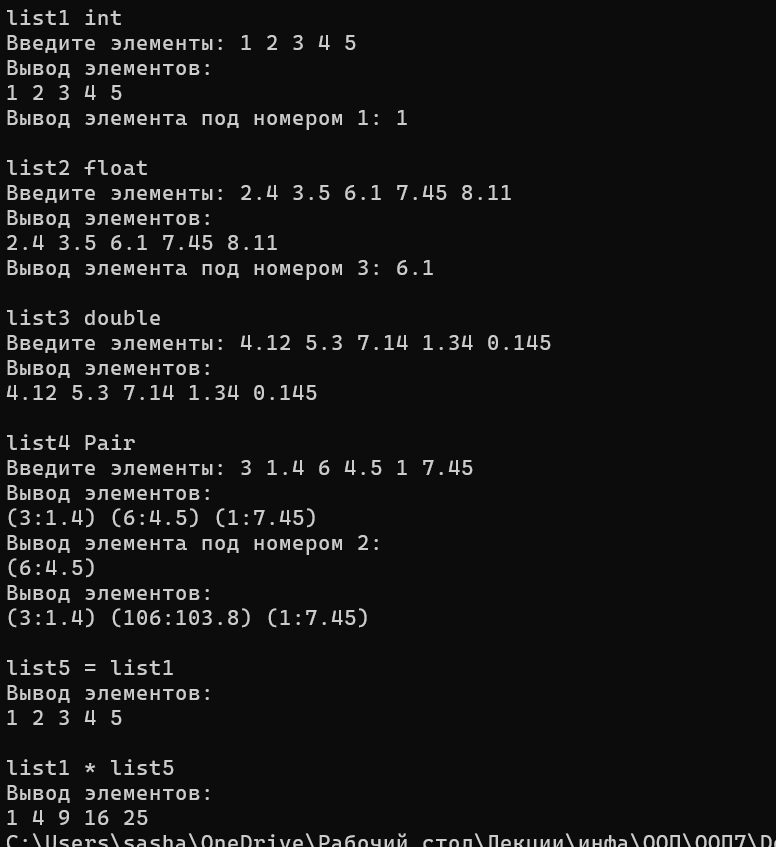 list1 int
Введите элементы: 1 2 3 4 5
Вывод элементов:
1 2 3 4 5
Вывод элемента под номером 1: 1
list2 float
Введите элементы: 2.4 3.5 6.1 7.45 8.11
Вывод элементов:
2.4 3.5 6.1 7.45 8.11
Вывод элемента под номером 3: 6.1
list3 double
Введите элементы: 4.12 5.3 7.14 1.34 0.145
Вывод элементов:
4.12 5.3 7.14 1.34 0.145
list4 Pair
Введите элементы: 3 1.4 6 4.5 1 7.45
Вывод элементов:
(3:1.4) (6:4.5) (1:7.45)
Вывод элемента под номером 2:
(6:4.5)
Вывод элементов:
(3:1.4) (106:103.8) (1:7.45)
list5 = list1
Вывод элементов:
1 2 3 4 5
list1 * list5
Вывод элементов:
1 4 9 16 25
C:\Users\sasha\OneDrive\Рабочий стол\Лекции\инфа\ООП\ООП7\D